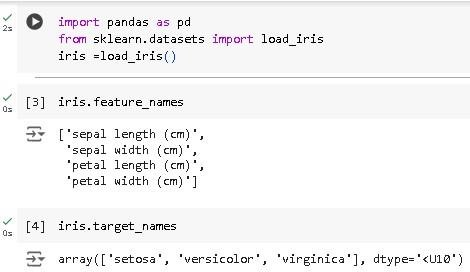 2s
import pandas as pd
from sklearn.datasets import load_iris
iris =load_iris()
0s
[3] iris.feature_names
['sepal length (cm)',
'sepal width (cm)',
'petal length (cm)',
'petal width (cm)']
0s
[4] iris.target_names
array(['setosa', 'versicolor', 'virginica'], dtype='<U10')